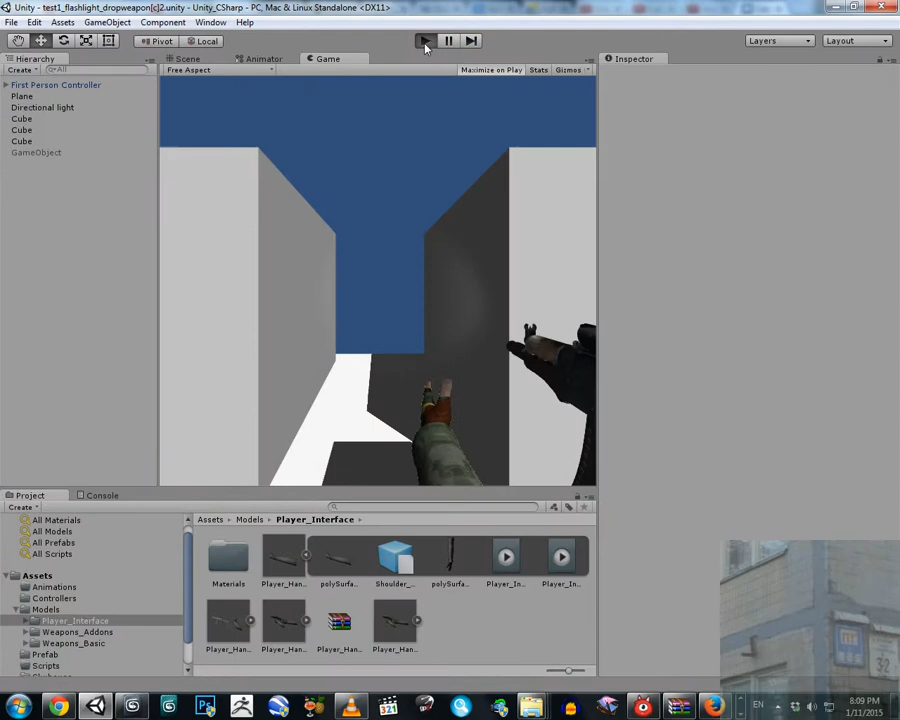 Unity - test1_flashlight_dropweapon[c]2.unity - Unity_CSharp - PC, Mac & Linux Standalone <DX11>
File Edit Assets GameObject Component Window Help
Pivot Local Layers Layout
Hierarchy Scene Animator Game Inspector
Create All Free Aspect Maximize on Play Stats Gizmos
First Person Controller
Plane
Directional light
Cube
Cube
Cube
GameObject
Project Console
Create
All Materials
All Models
All Prefabs
All Scripts
Assets
Animations
Controllers
Models
Player_Interface
Weapons_Addons
Weapons_Basic
Prefab
Scripts
Assets Models Player_Interface
Materials Player_Han... polySurfa... Shoulder_... polySurfa... Player_In... Player_In...
Player_Han... Player_Han... Player_Han... Player_Han...
32
EN 8:09 PM
1/11/2015